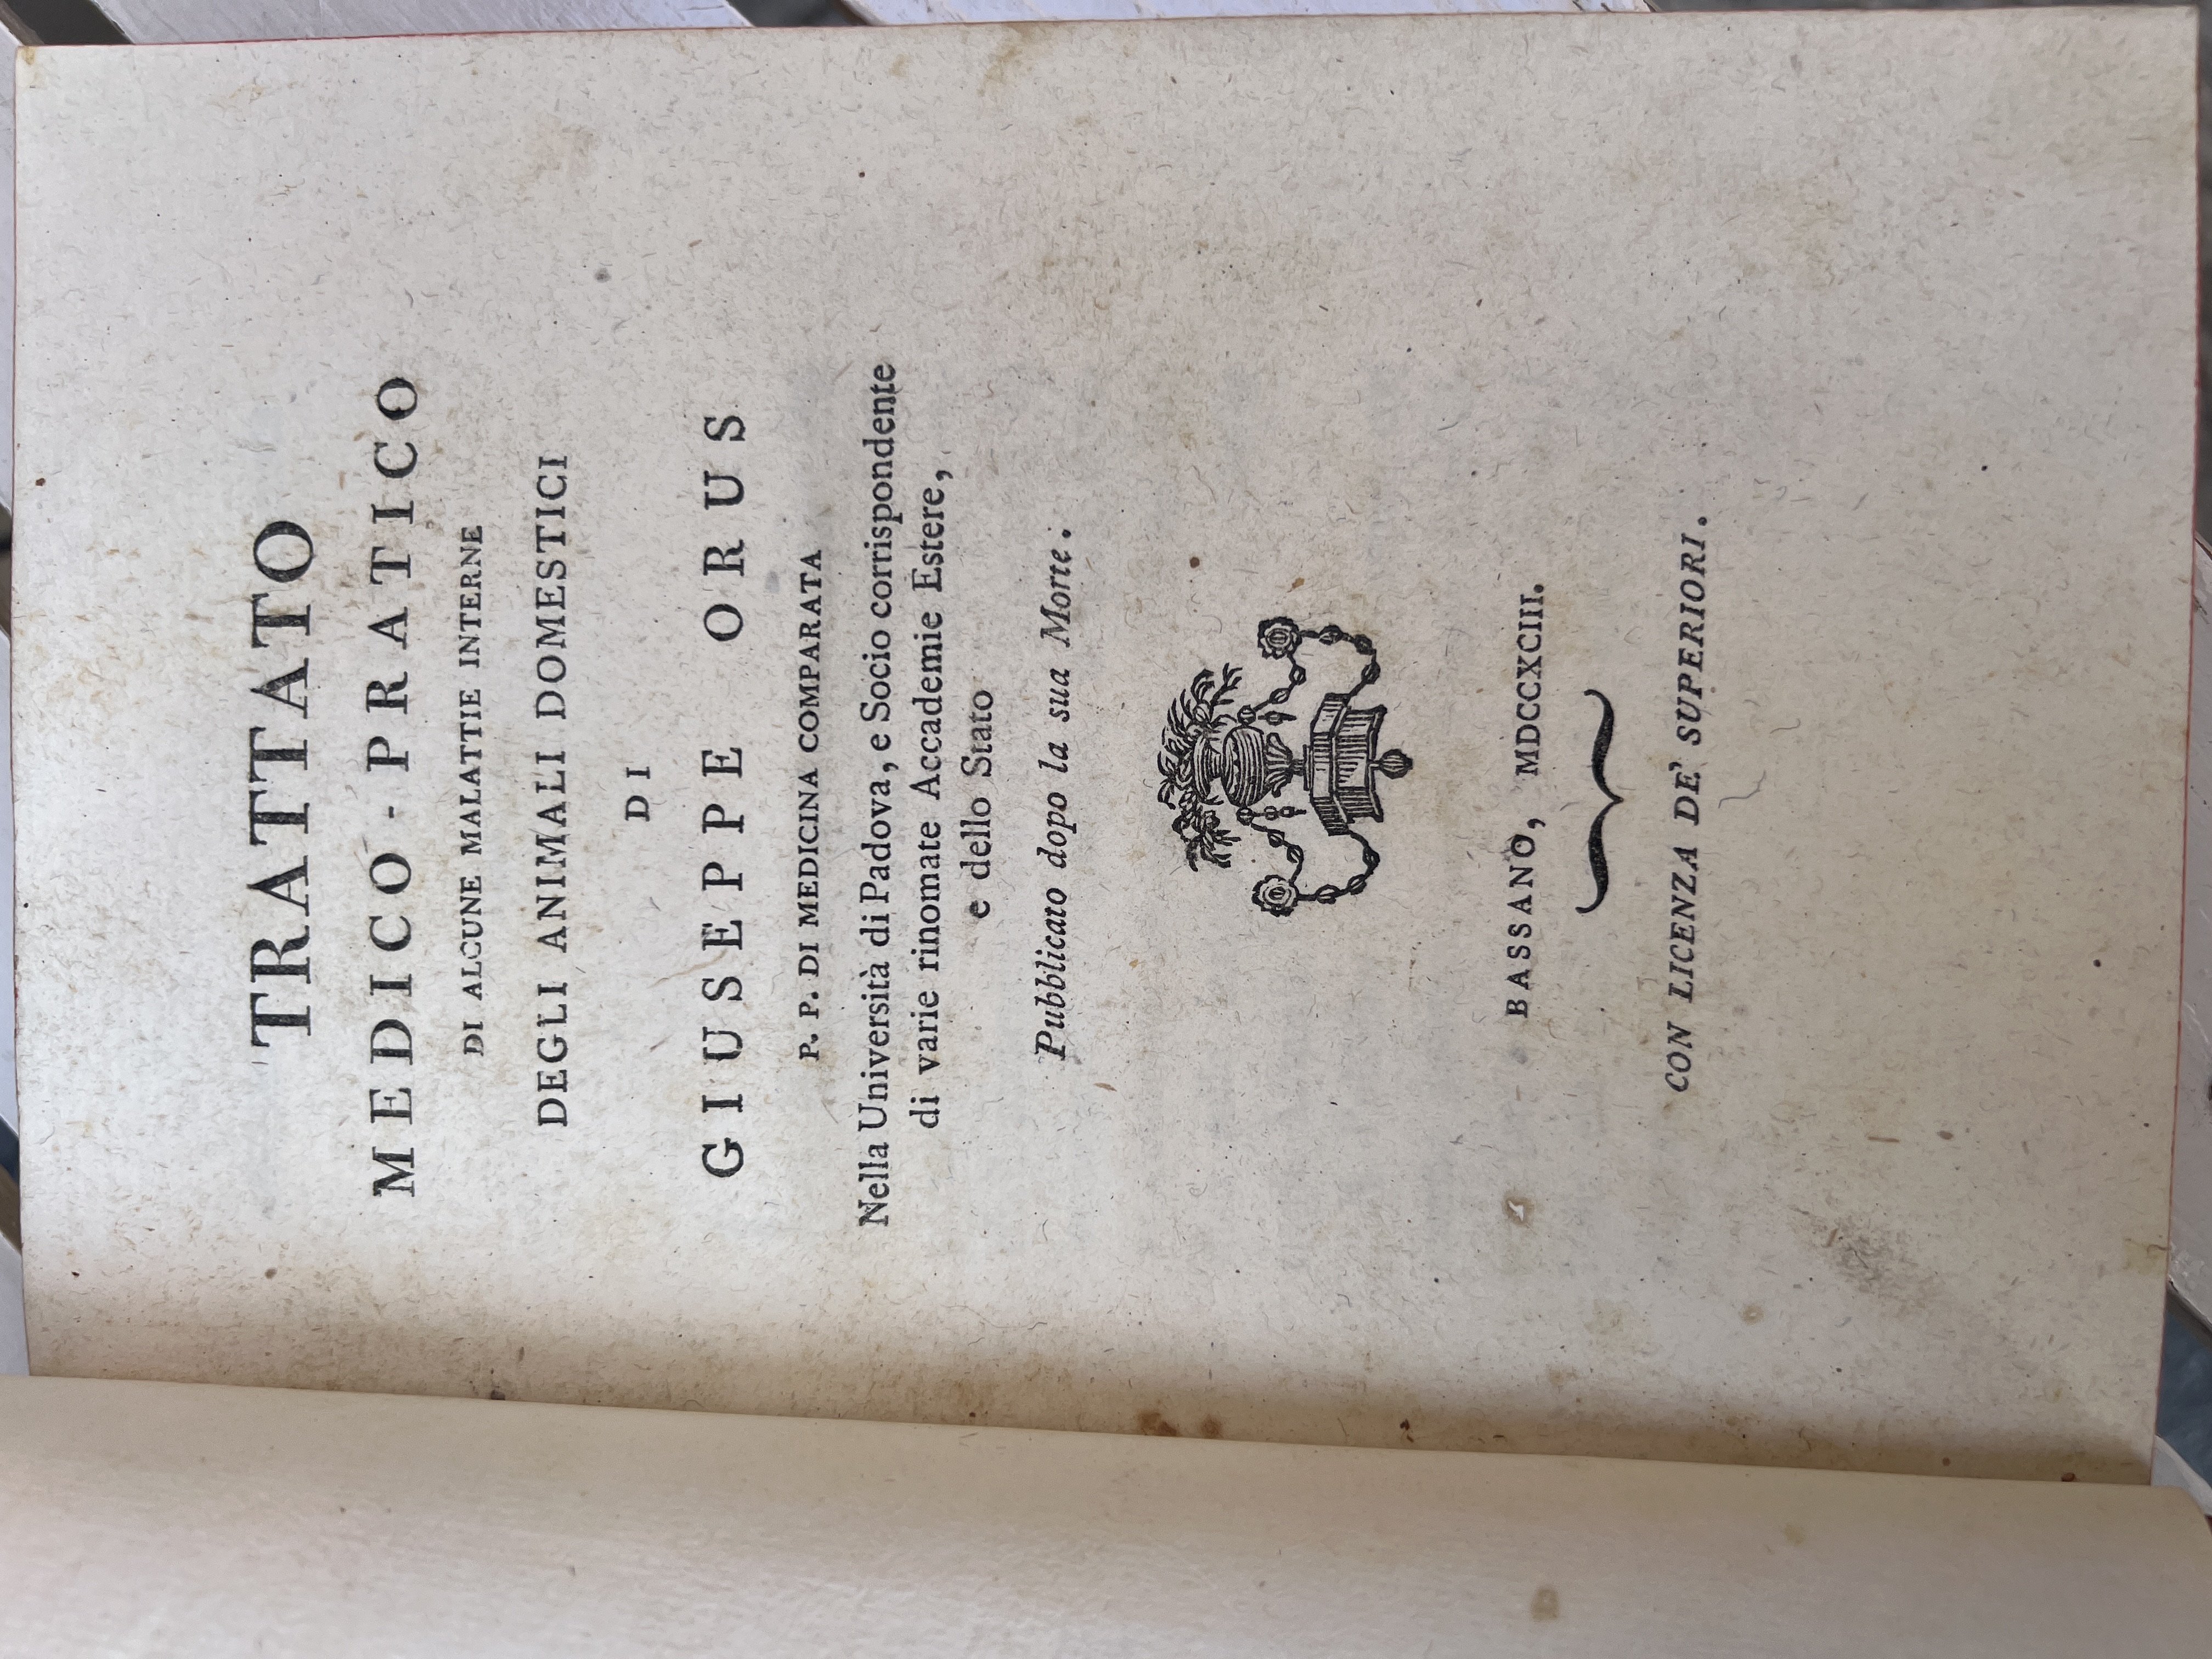 TRATTATO
MEDICO-PRATICO
DI ALCUNE MALATTIE INTERNE
DEGLI ANIMALI DOMESTICI
DI
GIUSEPPE ORUS
P. P. DI MEDICINA COMPARATA
Nella Università di Padova, e Socio corrispondente
di varie rinomate Accademie Estere,
e dello Stato
Pubblicato dopo la sua Morte.
BASSANO, MDCCXCIII.
CON LICENZA DE' SUPERIORI.